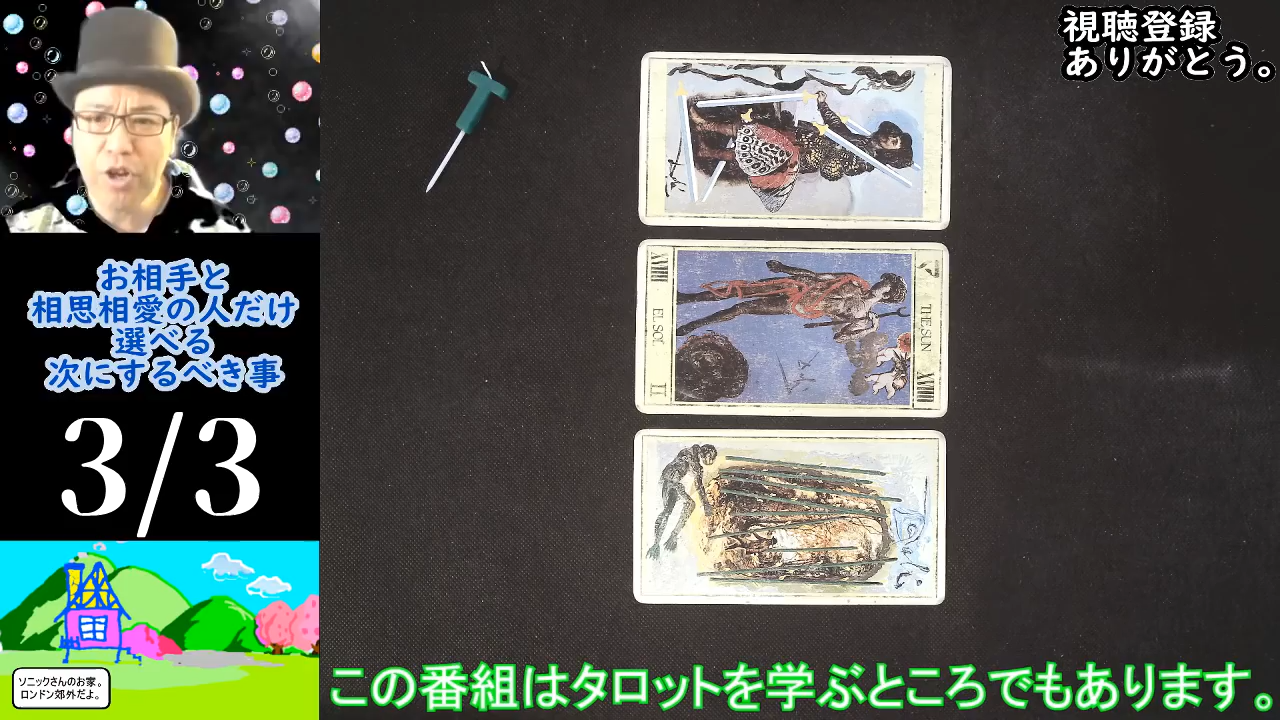 視聴登録
ありがとう。
お相手と
相思相愛の人だけ
選べる
次にするべき事
3/3
XVIIII
EL SOL
THE SUN
XVIIII
ソニックさんのお家。
ロンドン郊外だよ。
この番組はタロットを学ぶところでもあります。